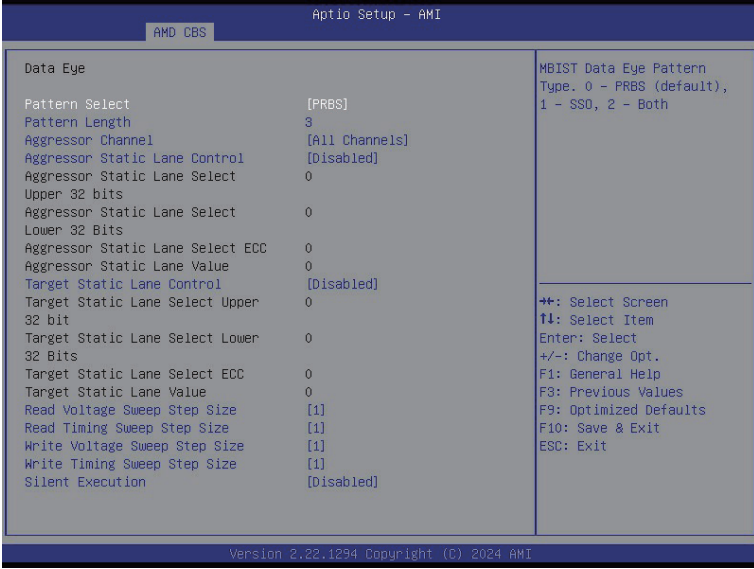 Aptio Setup – AMI
AMD CBS
Data Eye
Pattern Select [PRBS]
Pattern Length 3
Aggressor Channel [All Channels]
Aggressor Static Lane Control [Disabled]
Aggressor Static Lane Select 0
Upper 32 bits
Aggressor Static Lane Select 0
Lower 32 Bits
Aggressor Static Lane Select ECC 0
Aggressor Static Lane Value 0
Target Static Lane Control [Disabled]
Target Static Lane Select Upper 0
32 bit
Target Static Lane Select Lower 0
32 Bits
Target Static Lane Select ECC 0
Target Static Lane Value 0
Read Voltage Sweep Step Size [1]
Read Timing Sweep Step Size [1]
Write Voltage Sweep Step Size [1]
Write Timing Sweep Step Size [1]
Silent Execution [Disabled]
MBIST Data Eye Pattern
Type. 0 – PRBS (default),
1 – SSO, 2 – Both
→←: Select Screen
↑↓: Select Item
Enter: Select
+/-: Change Opt.
F1: General Help
F3: Previous Values
F9: Optimized Defaults
F10: Save & Exit
ESC: Exit
Version 2.22.1294 Copyright (C) 2024 AMI